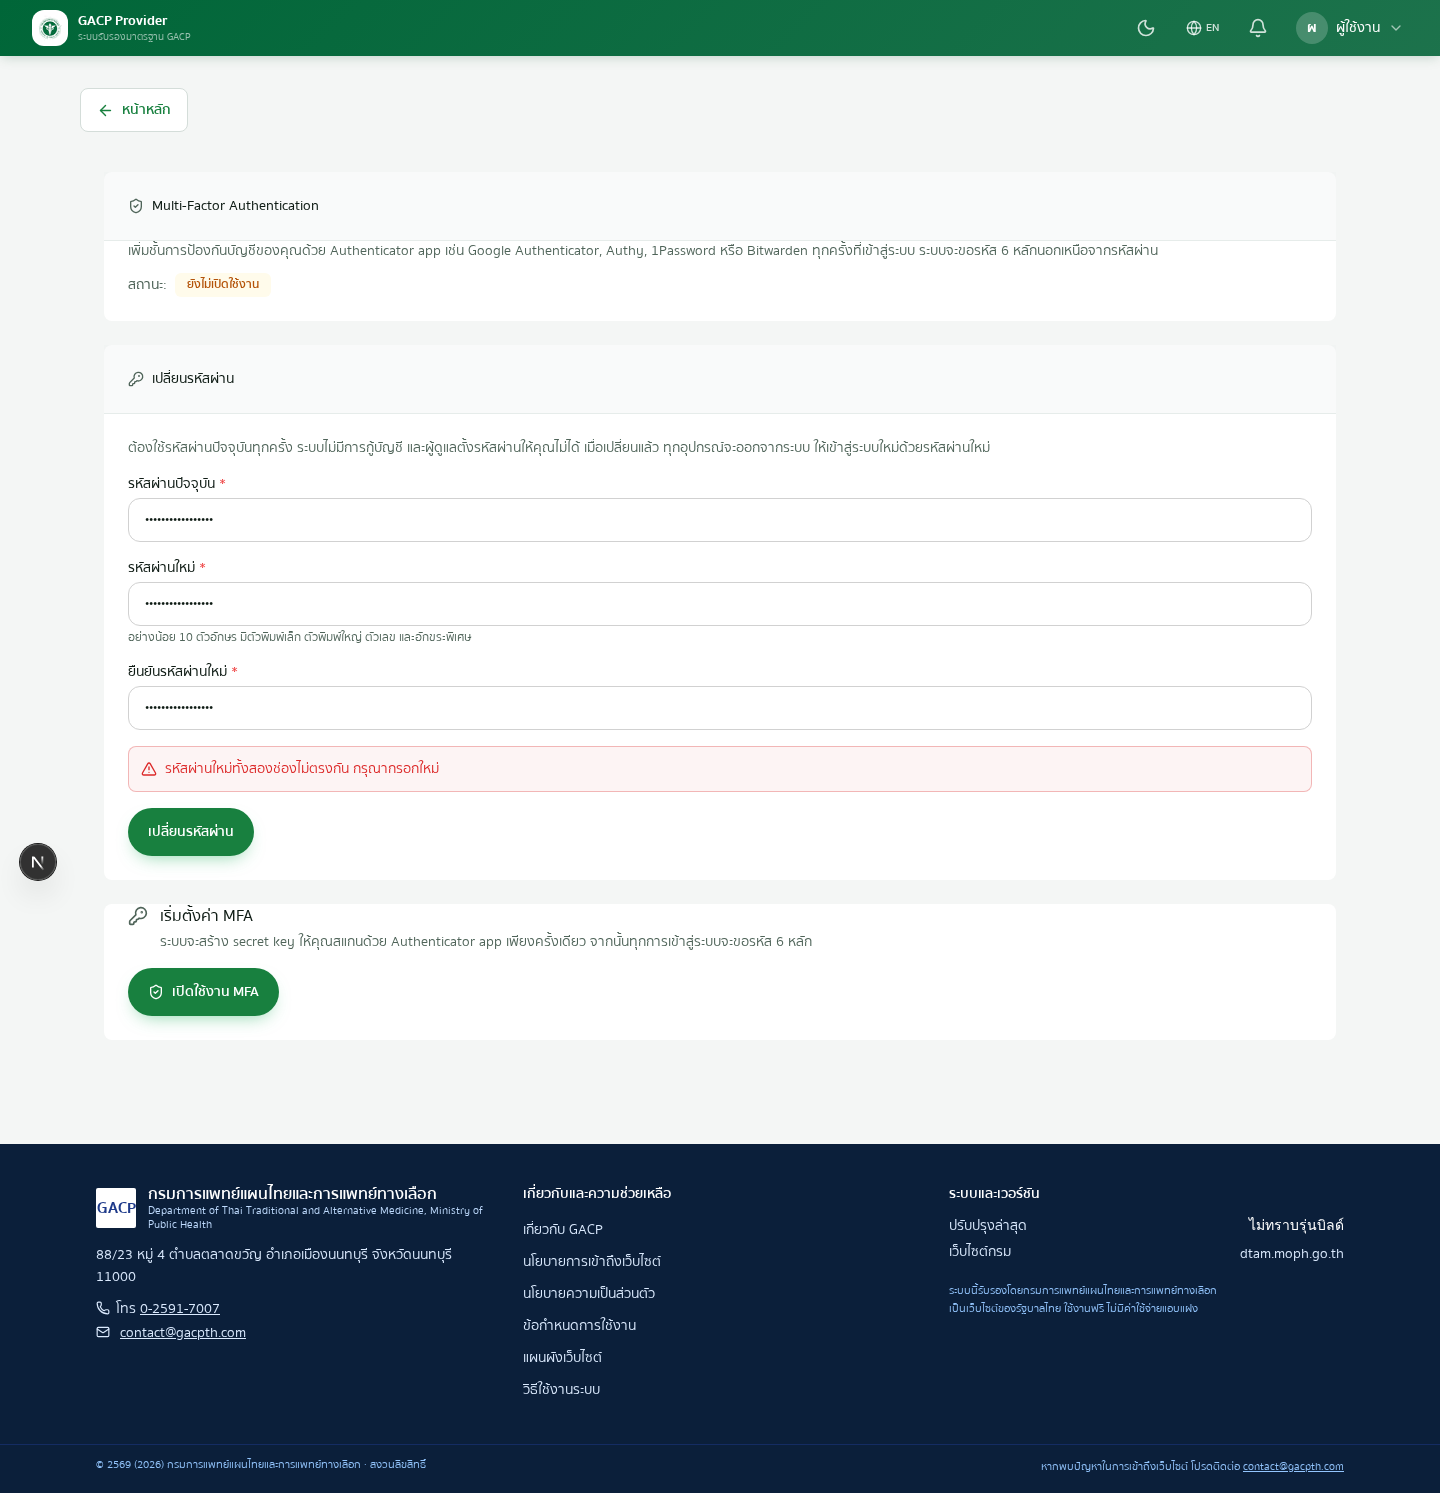 GACP Provider
ระบบรับรองมาตรฐาน GACP
EN
ผ
ผู้ใช้งาน
หน้าหลัก
Multi-Factor Authentication
เพิ่มชั้นการป้องกันบัญชีของคุณด้วย Authenticator app เช่น Google Authenticator, Authy, 1Password หรือ Bitwarden ทุกครั้งที่เข้าสู่ระบบ ระบบจะขอรหัส 6 หลักนอกเหนือจากรหัสผ่าน
สถานะ: ยังไม่เปิดใช้งาน
เปลี่ยนรหัสผ่าน
ต้องใช้รหัสผ่านปัจจุบันทุกครั้ง ระบบไม่มีการกู้บัญชี และผู้ดูแลตั้งรหัสผ่านให้คุณไม่ได้ เมื่อเปลี่ยนแล้ว ทุกอุปกรณ์จะออกจากระบบ ให้เข้าสู่ระบบใหม่ด้วยรหัสผ่านใหม่
รหัสผ่านปัจจุบัน *
•••••••••••••••••
รหัสผ่านใหม่ *
•••••••••••••••••
อย่างน้อย 10 ตัวอักษร มีตัวพิมพ์เล็ก ตัวพิมพ์ใหญ่ ตัวเลข และอักขระพิเศษ
ยืนยันรหัสผ่านใหม่ *
•••••••••••••••••
รหัสผ่านใหม่ทั้งสองช่องไม่ตรงกัน กรุณากรอกใหม่
เปลี่ยนรหัสผ่าน
N
เริ่มตั้งค่า MFA
ระบบจะสร้าง secret key ให้คุณสแกนด้วย Authenticator app เพียงครั้งเดียว จากนั้นทุกการเข้าสู่ระบบจะขอรหัส 6 หลัก
เปิดใช้งาน MFA
GACP
กรมการแพทย์แผนไทยและการแพทย์ทางเลือก
Department of Thai Traditional and Alternative Medicine, Ministry of
Public Health
88/23 หมู่ 4 ตำบลตลาดขวัญ อำเภอเมืองนนทบุรี จังหวัดนนทบุรี
11000
โทร 0-2591-7007
contact@gacpth.com
เกี่ยวกับและความช่วยเหลือ
เกี่ยวกับ GACP
นโยบายการเข้าถึงเว็บไซต์
นโยบายความเป็นส่วนตัว
ข้อกำหนดการใช้งาน
แผนผังเว็บไซต์
วิธีใช้งานระบบ
ระบบและเวอร์ชัน
ปรับปรุงล่าสุด ไม่ทราบรุ่นบิลด์
เว็บไซต์กรม dtam.moph.go.th
ระบบนี้รับรองโดยกรมการแพทย์แผนไทยและการแพทย์ทางเลือก
เป็นเว็บไซต์ของรัฐบาลไทย ใช้งานฟรี ไม่มีค่าใช้จ่ายแอบแฝง
© 2569 (2026) กรมการแพทย์แผนไทยและการแพทย์ทางเลือก · สงวนลิขสิทธิ์
หากพบปัญหาในการเข้าถึงเว็บไซต์ โปรดติดต่อ contact@gacpth.com